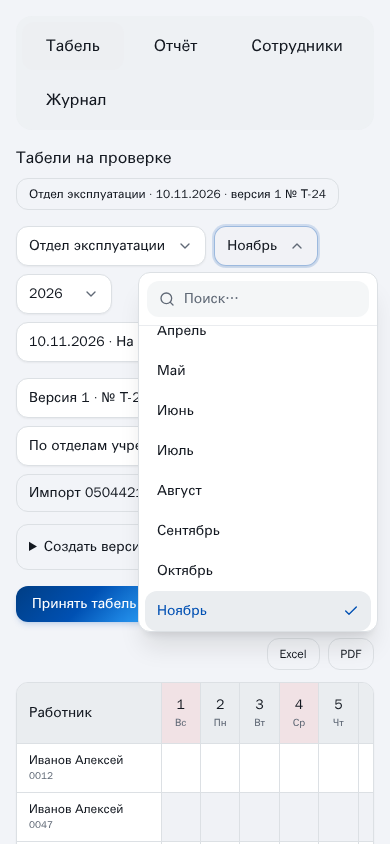 Табель
Отчёт
Сотрудники
Журнал
Табели на проверке
Отдел эксплуатации · 10.11.2026 · версия 1 № Т-24
Отдел эксплуатации
Ноябрь
2026
Поиск···
10.11.2026 · На
Апрель
Май
Версия 1 · № Т-2
Июнь
По отделам учре
Июль
Импорт 0504421
Август
Сентябрь
Создать верси
Октябрь
Принять табель
Ноябрь
Excel
PDF
Работник
1 2 3 4 5
Вс Пн Вт Ср Чт
Иванов Алексей
0012
Иванов Алексей
0047